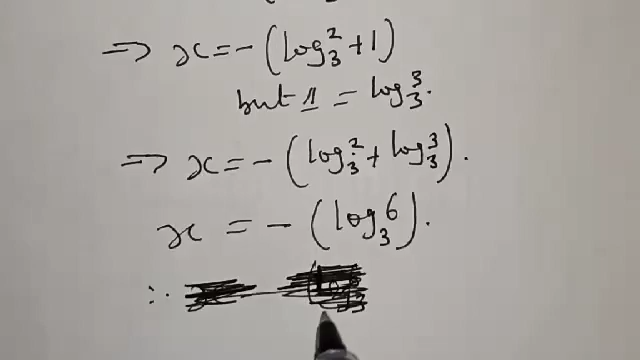 ⇒ x = - (log₃² + 1)
but 1 = log₃³.
⇒ x = - (log₃² + log₃³).
x = - (log₃⁶).
∴